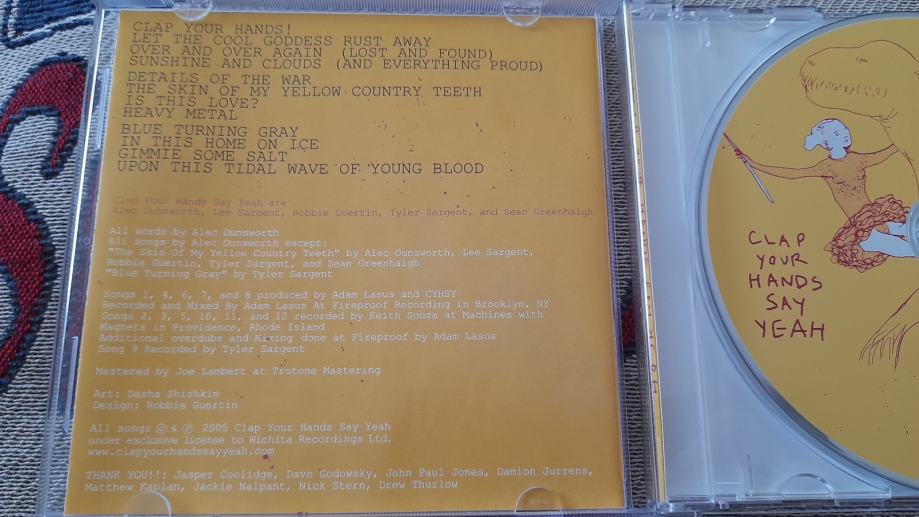 CLAP YOUR HANDS!
LET THE COOL GODDESS RUST AWAY
OVER AND OVER AGAIN (LOST AND FOUND)
SUNSHINE AND CLOUDS (AND EVERYTHING PROUD)
DETAILS OF THE WAR
THE SKIN OF MY YELLOW COUNTRY TEETH
IS THIS LOVE?
HEAVY METAL
BLUE TURNING GRAY
IN THIS HOME ON ICE
GIMMIE SOME SALT
UPON THIS TIDAL WAVE OF YOUNG BLOOD
Clap Your Hands Say Yeah are
Alec Ounsworth, Lee Sargent, Robbie Guertin, Tyler Sargent, and Sean Greenhalgh
All words by Alec Ounsworth
All songs by Alec Ounsworth except:
"The Skin Of My Yellow Country Teeth" by Alec Ounsworth, Lee Sargent,
Robbie Guertin, Tyler Sargent, and Sean Greenhalgh
"Blue Turning Gray" by Tyler Sargent
Songs 1, 4, 6, 7, and 8 produced by Adam Lasus and CYHSY
Recorded and Mixed By Adam Lasus At Fireproof Recording in Brooklyn, NY
Songs 2, 3, 5, 10, 11, and 12 recorded by Keith Souza at Machines with
Magnets in Providence, Rhode Island
Additional overdubs and Mixing done at Fireproof by Adam Lasus
Song 9 Recorded by Tyler Sargent
Mastered by Joe Lambert at Trutone Mastering
Art: Dasha Shishkin
Design: Robbie Guertin
All songs © & ℗ 2005 Clap Your Hands Say Yeah
under exclusive license to Wichita Recordings Ltd.
www.clapyourhandssayyeah.com
THANK YOU!!: Jasper Coolidge, Dave Godowsky, John Paul Jones, Damion Jurrens,
Matthew Kaplan, Jackie Nalpant, Nick Stern, Drew Thurlow
CLAP
YOUR
HANDS
SAY
YEAH